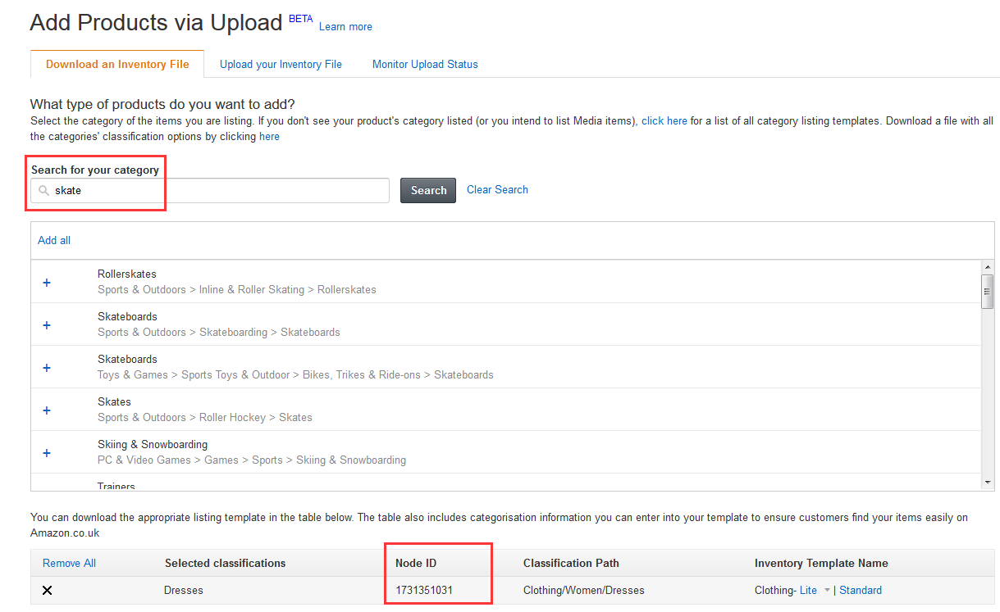 Add Products via Upload BETA Learn more
Download an Inventory File Upload your Inventory File Monitor Upload Status
What type of products do you want to add?
Select the category of the items you are listing. If you don't see your product's category listed (or you intend to list Media items), click here for a list of all category listing templates. Download a file with all
the categories' classification options by clicking here
Search for your category
skate Search Clear Search
Add all
+ Rollerskates
Sports & Outdoors > Inline & Roller Skating > Rollerskates
+ Skateboards
Sports & Outdoors > Skateboarding > Skateboards
+ Skateboards
Toys & Games > Sports Toys & Outdoor > Bikes, Trikes & Ride-ons > Skateboards
+ Skates
Sports & Outdoors > Roller Hockey > Skates
+ Skiing & Snowboarding
PC & Video Games > Games > Sports > Skiing & Snowboarding
Trainers
You can download the appropriate listing template in the table below. The table also includes categorisation information you can enter into your template to ensure customers find your items easily on
Amazon.co.uk
Remove All Selected classifications Node ID Classification Path Inventory Template Name
Dresses 1731351031 Clothing/Women/Dresses Clothing- Lite | Standard